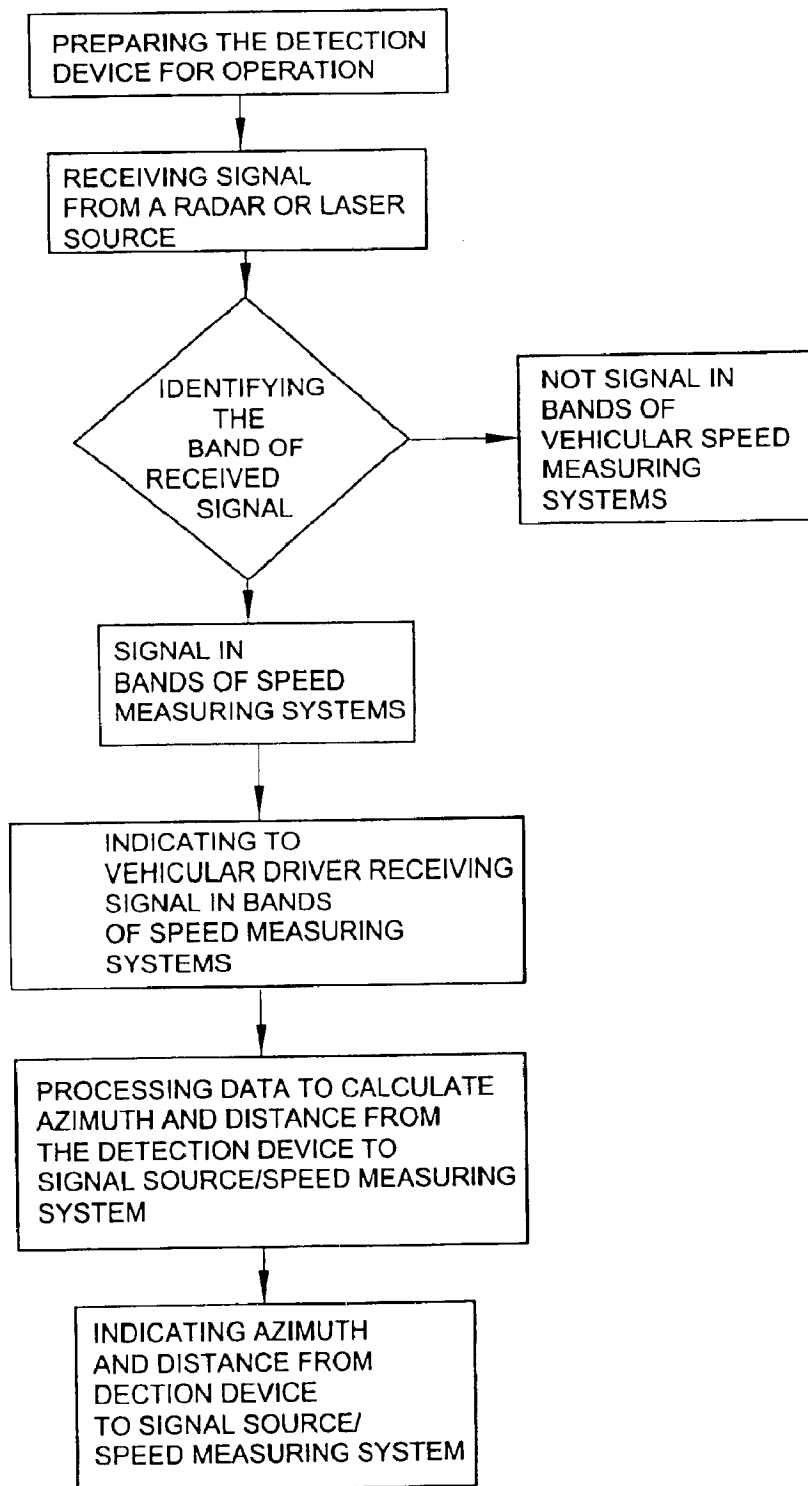 PREPARING THE DETECTION
DEVICE FOR OPERATION
RECEIVING SIGNAL
FROM A RADAR OR LASER
SOURCE
IDENTIFYING
THE
BAND OF
RECEIVED
SIGNAL
NOT SIGNAL IN
BANDS OF
VEHICULAR SPEED
MEASURING
SYSTEMS
SIGNAL IN
BANDS OF SPEED
MEASURING SYSTEMS
INDICATING TO
VEHICULAR DRIVER RECEIVING
SIGNAL IN BANDS
OF SPEED MEASURING
SYSTEMS
PROCESSING DATA TO CALCULATE
AZIMUTH AND DISTANCE FROM
THE DETECTION DEVICE TO
SIGNAL SOURCE/SPEED MEASURING
SYSTEM
INDICATING AZIMUTH
AND DISTANCE FROM
DECTION DEVICE
TO SIGNAL SOURCE/
SPEED MEASURING SYSTEM